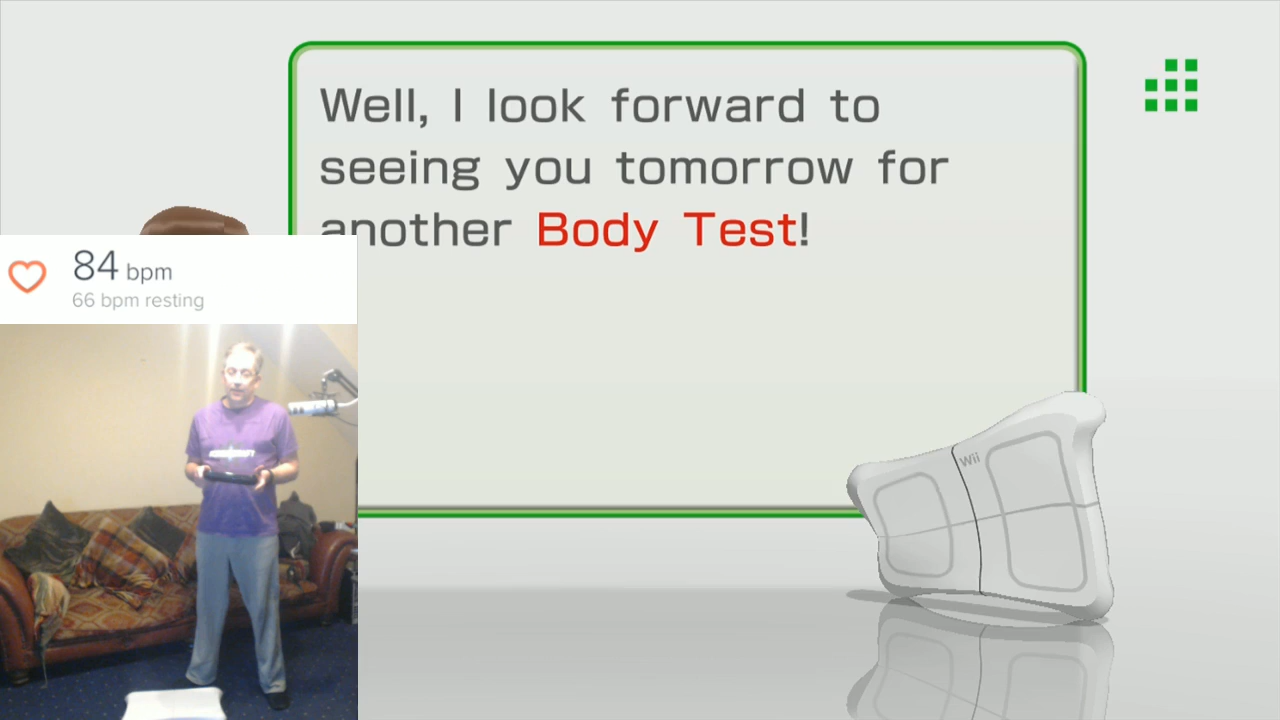 Well, I look forward to
seeing you tomorrow for
another Body Test!
84 bpm
66 bpm resting
Wii